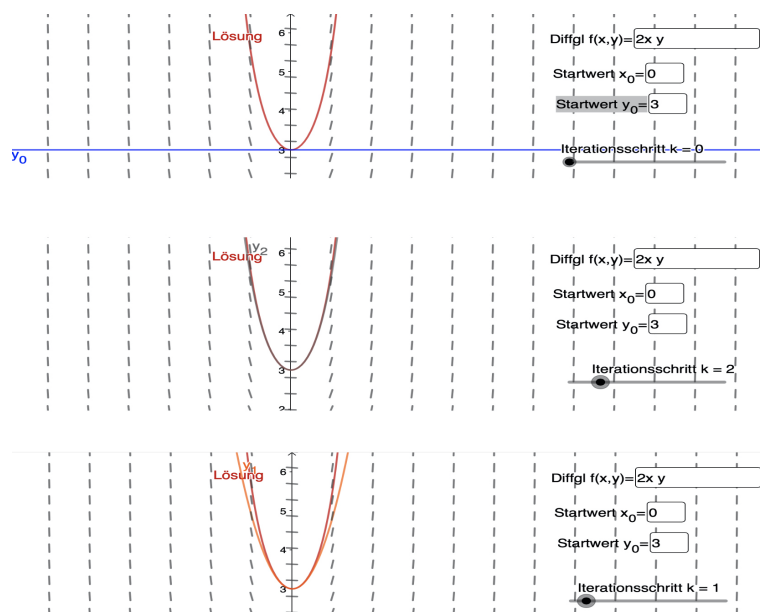 Lösung
6
5
4
3
y0
Diffgl f(x,y)= 2x y
Startwert x0= 0
Startwert y0= 3
Iterationsschritt k = 0
y2
Lösung
6
5
4
3
2
Diffgl f(x,y)= 2x y
Startwert x0= 0
Startwert y0= 3
Iterationsschritt k = 2
y1
Lösung
6
5
4
3
Diffgl f(x,y)= 2x y
Startwert x0= 0
Startwert y0= 3
Iterationsschritt k = 1